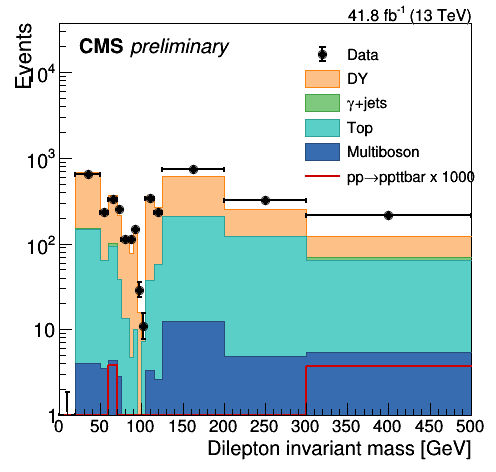 41.8 fb⁻¹ (13 TeV)
Events
CMS preliminary
Data
DY
γ+jets
Top
Multiboson
pp→ppttbar x 1000
10⁴
10³
10²
10
1
0 50 100 150 200 250 300 350 400 450 500
Dilepton invariant mass [GeV]